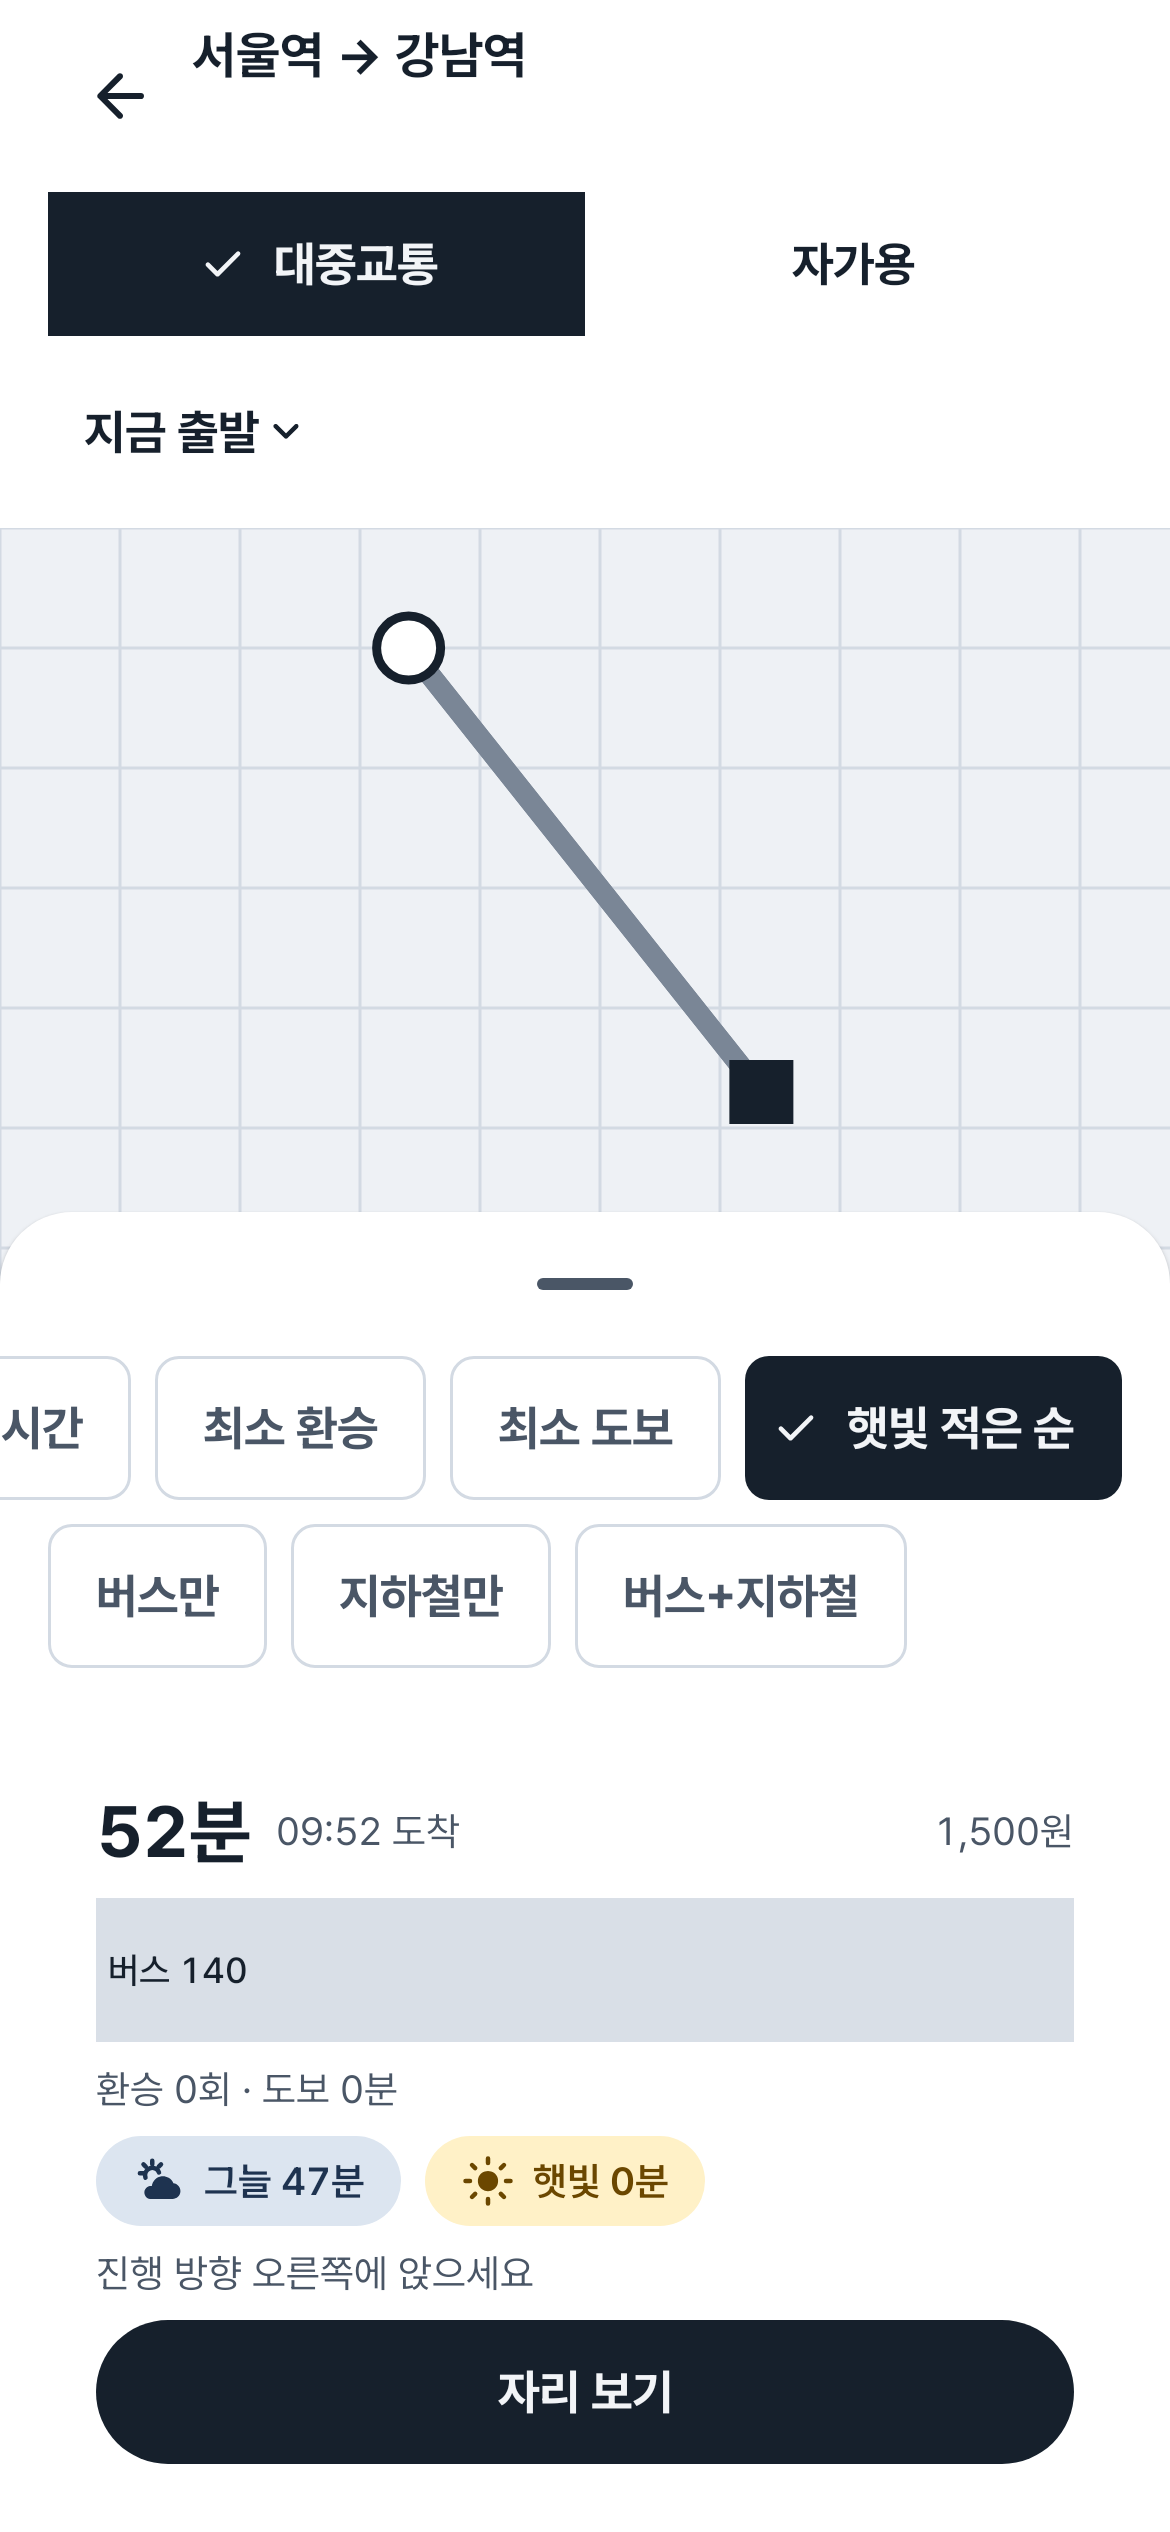 서울역 → 강남역
대중교통
자가용
지금 출발
시간
최소 환승
최소 도보
햇빛 적은 순
버스만
지하철만
버스+지하철
52분 09:52 도착
1,500원
버스 140
환승 0회 · 도보 0분
그늘 47분
햇빛 0분
진행 방향 오른쪽에 앉으세요
자리 보기